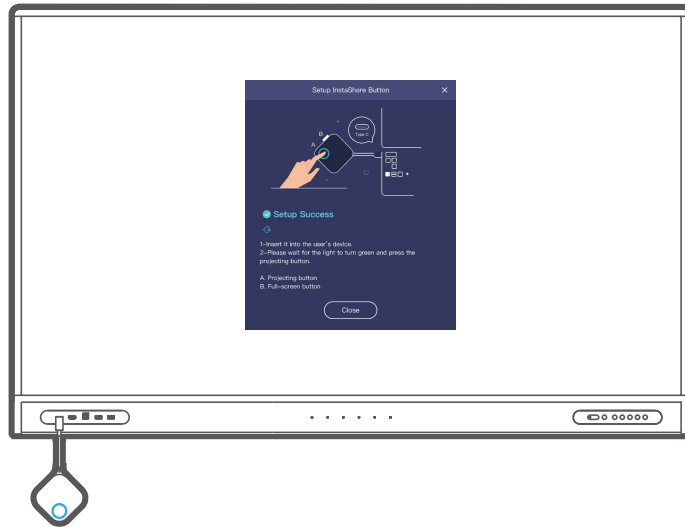 Setup InstaShare Button
B
A
Type C
Setup Success
1-Insert it into the user's device.
2-Please wait for the light to turn green and press the
projecting button.
A. Projecting button
B. Full-screen button
Close